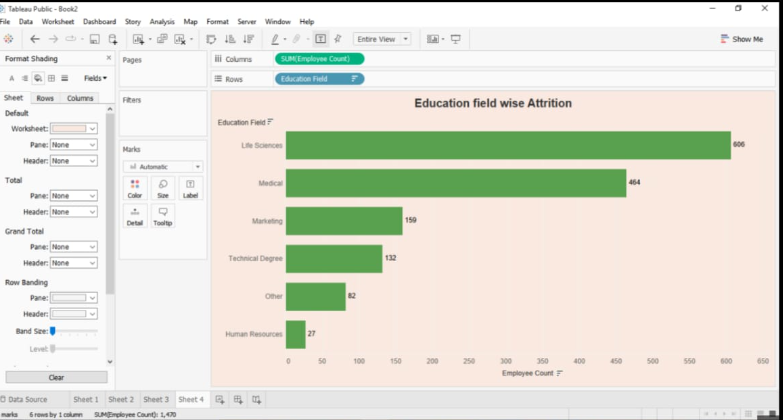 Tableau Public - Book2
File Data Worksheet Dashboard Story Analysis Map Format Server Window Help
Entire View
Show Me
Format Shading
Fields
Sheet Rows Columns
Default
Worksheet:
Pane: None
Header: None
Total
Pane: None
Header: None
Grand Total
Pane: None
Header: None
Row Banding
Pane:
Header:
Band Size:
Level:
Clear
Pages
Filters
Marks
Automatic
Color Size Label
Detail Tooltip
Columns SUM(Employee Count)
Rows Education Field
Education field wise Attrition
Education Field
Life Sciences 606
Medical 464
Marketing 159
Technical Degree 132
Other 82
Human Resources 27
0 50 100 150 200 250 300 350 400 450 500 550 600 650
Employee Count
Data Source Sheet 1 Sheet 2 Sheet 3 Sheet 4
marks 6 rows by 1 column SUM(Employee Count): 1,470